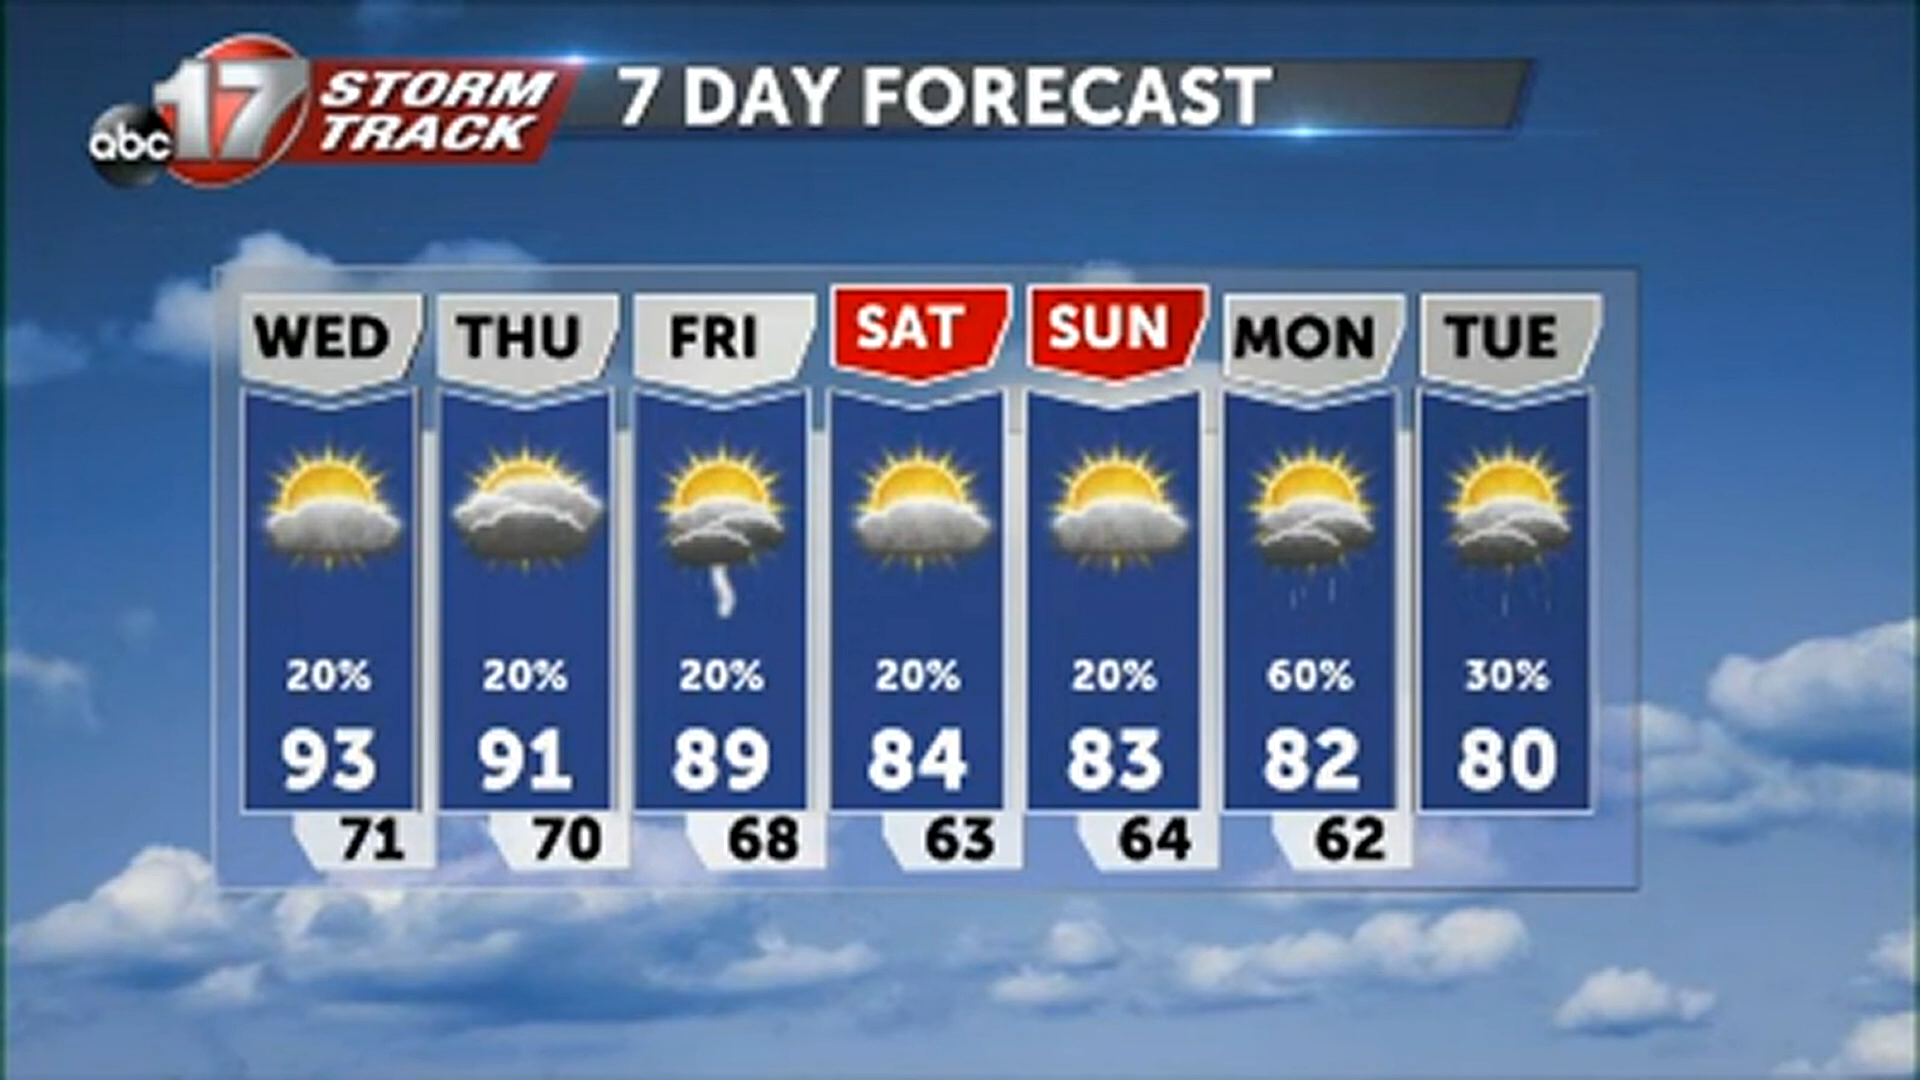 abc 17 STORM TRACK
7 DAY FORECAST
WED THU FRI SAT SUN MON TUE
20% 20% 20% 20% 20% 60% 30%
93 91 89 84 83 82 80
71 70 68 63 64 62